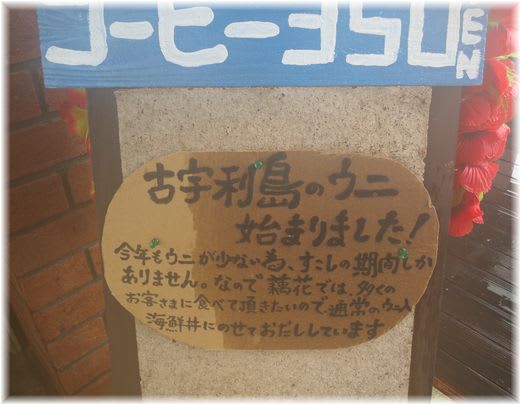 コーヒー350YEN
古宇利島のウニ
始まりました!
今年もウニが少ない為、すこしの期間しか
ありません。なので藕花では、多くの
お客さまに食べて頂きたいので通常のウニ入
海鮮丼にのせておだししています